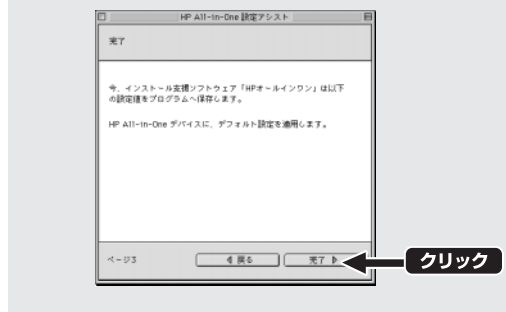 HP All-in-One 設定アシスト
完了
今、インストール支援ソフトウェア「HPオールインワン」は以下
の設定値をプログラムへ保存します。
HP All-in-One デバイスに、デフォルト設定を適用します。
ページ3
戻る
完了
クリック